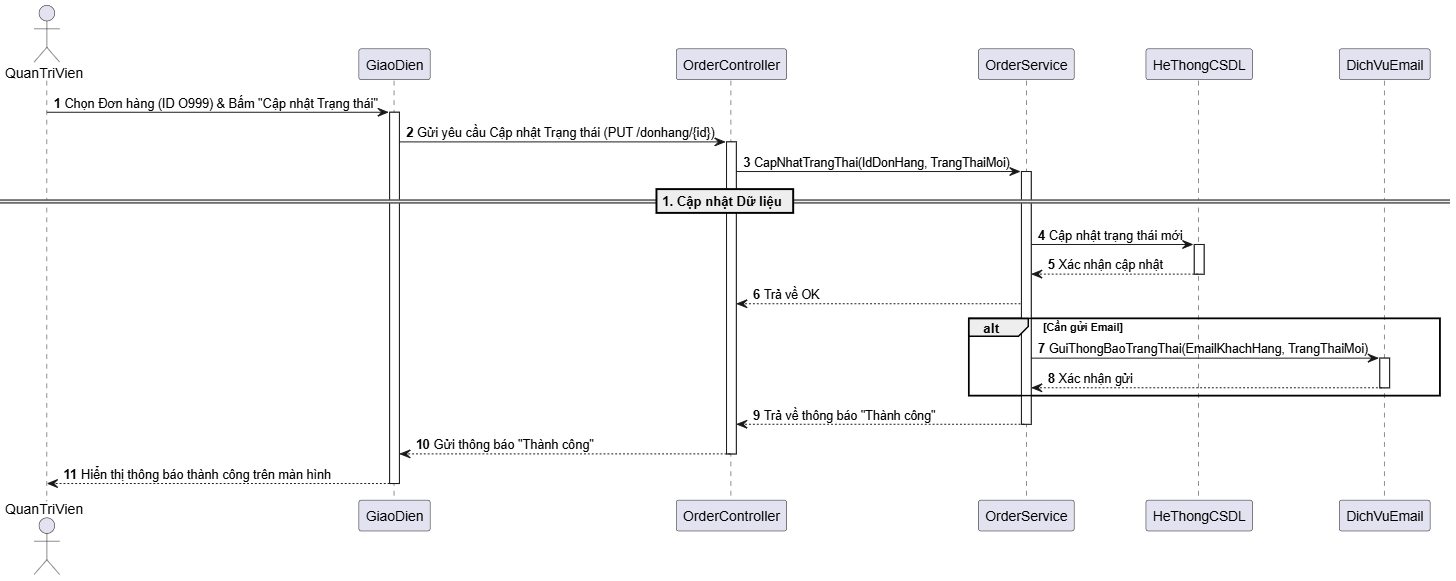 QuanTriVien
GiaoDien
OrderController
OrderService
HeThongCSDL
DichVuEmail
1 Chọn Đơn hàng (ID O999) & Bấm "Cập nhật Trạng thái"
2 Gửi yêu cầu Cập nhật Trạng thái (PUT /donhang/{id})
3 CapNhatTrangThai(IdDonHang, TrangThaiMoi)
1. Cập nhật Dữ liệu
4 Cập nhật trạng thái mới
5 Xác nhận cập nhật
6 Trả về OK
alt [Cần gửi Email]
7 GuiThongBaoTrangThai(EmailKhachHang, TrangThaiMoi)
8 Xác nhận gửi
9 Trả về thông báo "Thành công"
10 Gửi thông báo "Thành công"
11 Hiển thị thông báo thành công trên màn hình
QuanTriVien
GiaoDien
OrderController
OrderService
HeThongCSDL
DichVuEmail